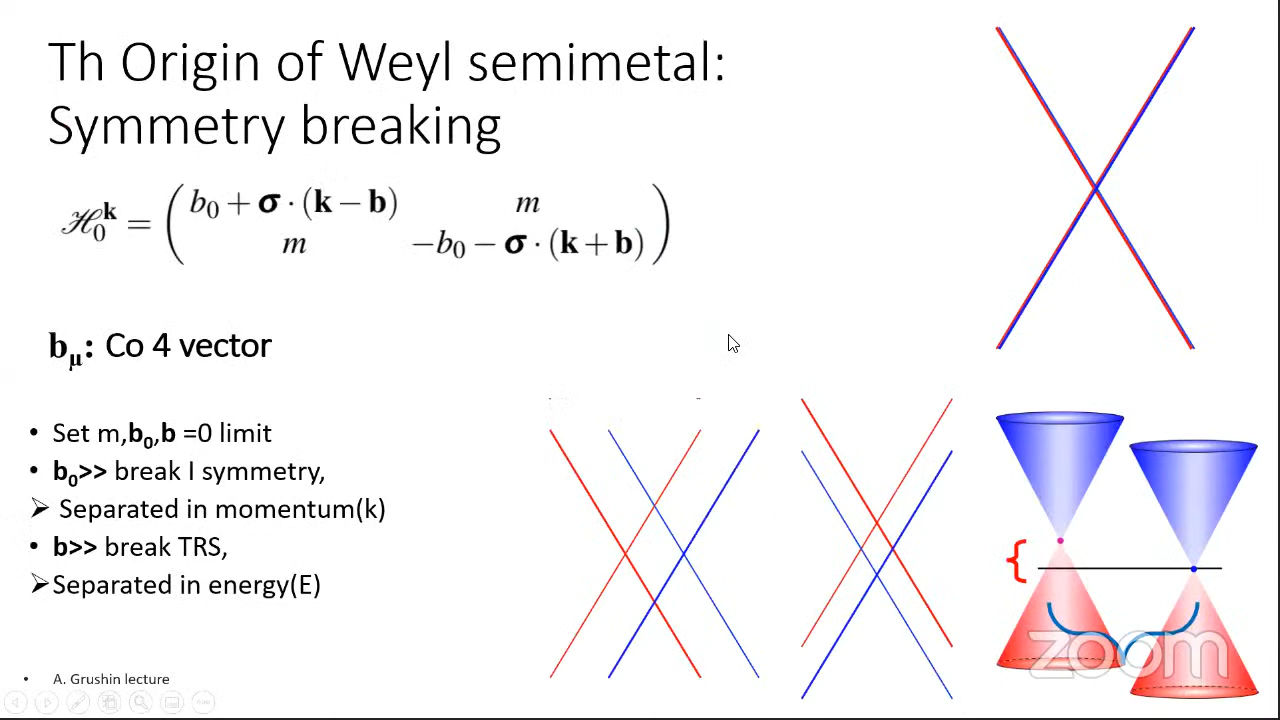 Th Origin of Weyl semimetal:
Symmetry breaking
ℋ₀ᵏ = ( b₀ + σ · (k − b)   m
m   −b₀ − σ · (k + b) )
bμ: Co 4 vector
• Set m,b₀,b =0 limit
• b₀>> break I symmetry,
➢ Separated in momentum(k)
• b>> break TRS,
➢Separated in energy(E)
• A. Grushin lecture
zoom